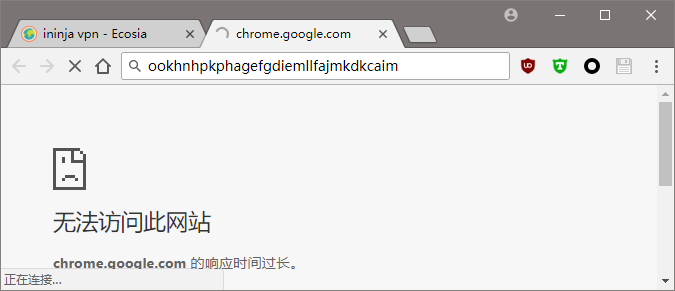 ininja vpn - Ecosia
chrome.google.com
ookhnhpkphagefgdiemllfajmkdkcaim
无法访问此网站
chrome.google.com 的响应时间过长。
正在连接...